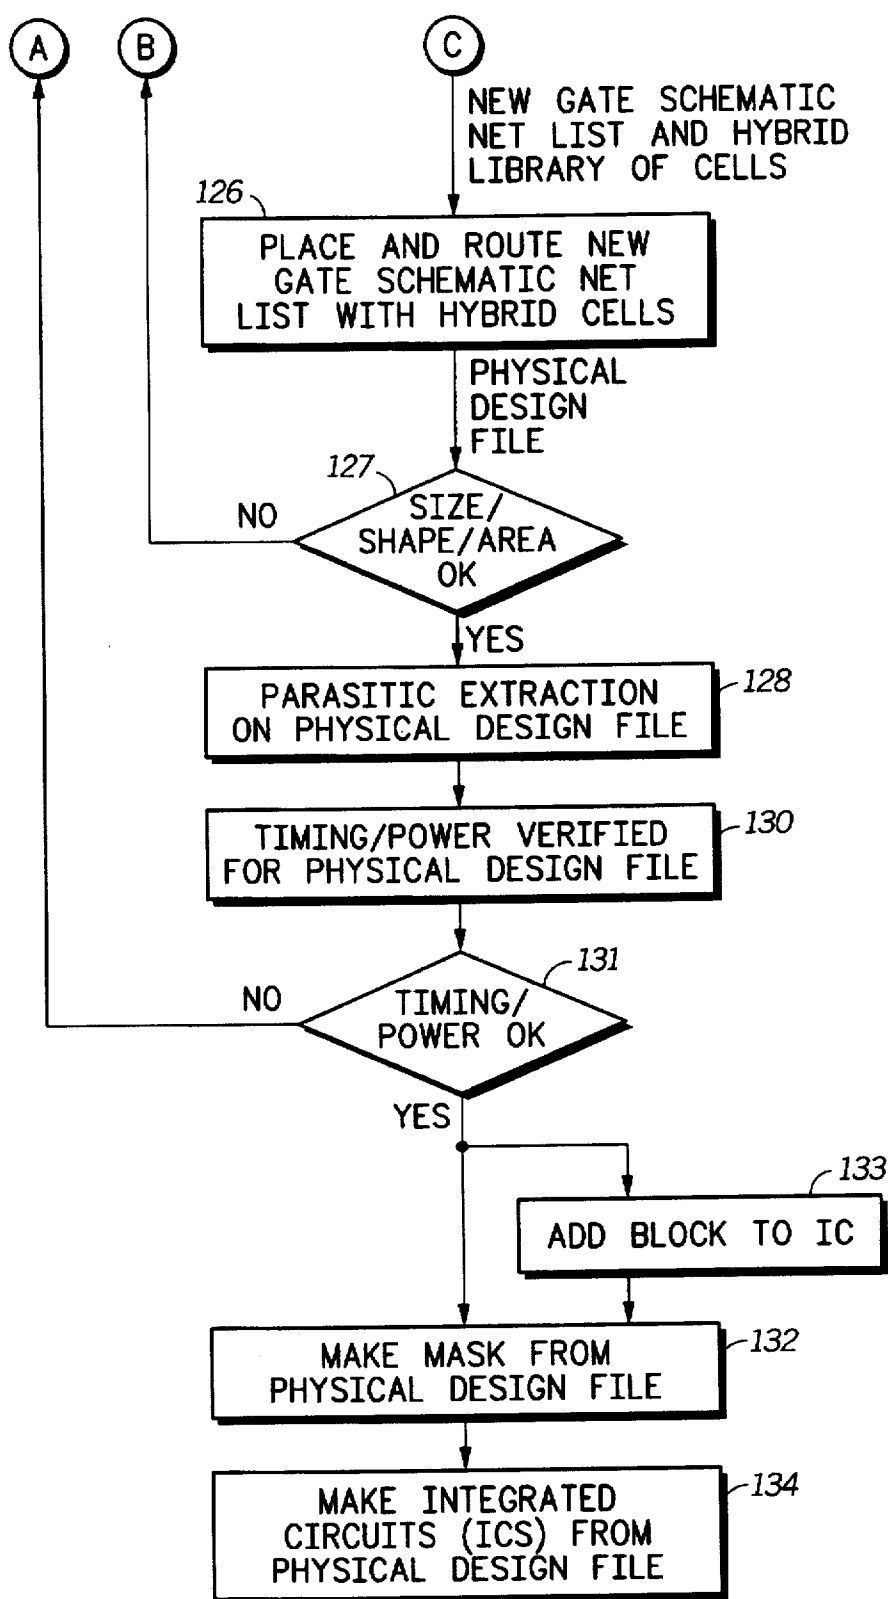 A
B
C
NEW GATE SCHEMATIC
NET LIST AND HYBRID
LIBRARY OF CELLS
126
PLACE AND ROUTE NEW
GATE SCHEMATIC NET
LIST WITH HYBRID CELLS
PHYSICAL
DESIGN
FILE
127
NO
SIZE/
SHAPE/AREA
OK
YES
PARASITIC EXTRACTION
ON PHYSICAL DESIGN FILE
128
TIMING/POWER VERIFIED
FOR PHYSICAL DESIGN FILE
130
131
NO
TIMING/
POWER OK
YES
133
ADD BLOCK TO IC
MAKE MASK FROM
PHYSICAL DESIGN FILE
132
MAKE INTEGRATED
CIRCUITS (ICS) FROM
PHYSICAL DESIGN FILE
134